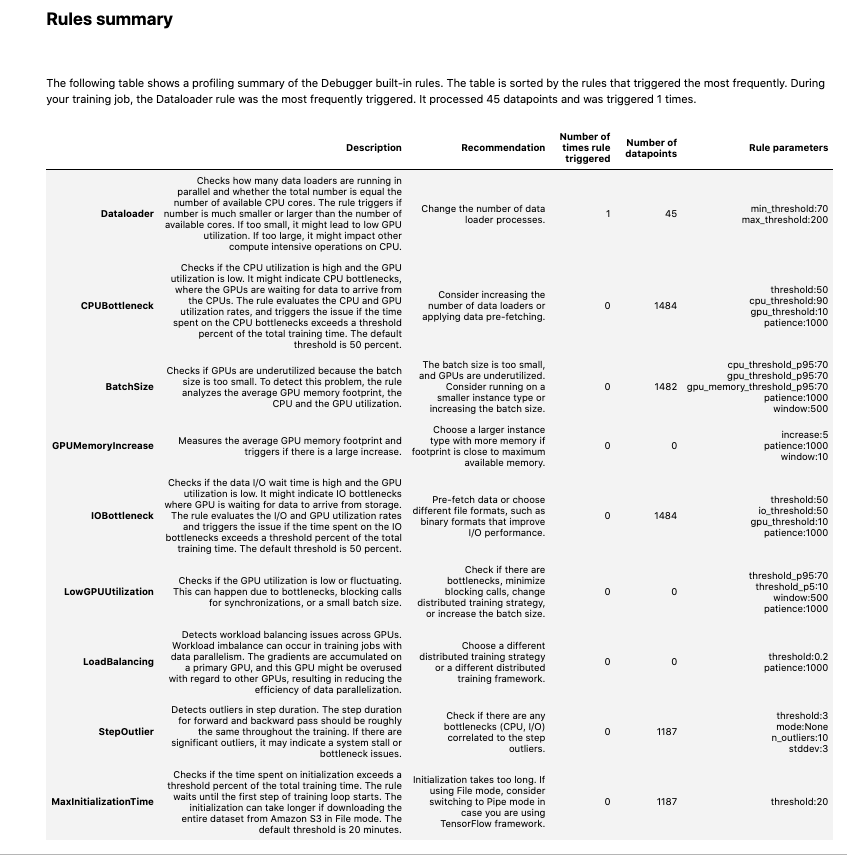 Rules summary
The following table shows a profiling summary of the Debugger built-in rules. The table is sorted by the rules that triggered the most frequently. During
your training job, the Dataloader rule was the most frequently triggered. It processed 45 datapoints and was triggered 1 times.
Description
Recommendation
Number of
times rule
triggered
Number of
datapoints
Rule parameters
Dataloader
Checks how many data loaders are running in
parallel and whether the total number is equal the
number of available CPU cores. The rule triggers if
number is much smaller or larger than the number of
available cores. If too small, it might lead to low GPU
utilization. If too large, it might impact other
compute intensive operations on CPU.
Change the number of data
loader processes.
1
45
min_threshold:70
max_threshold:200
CPUBottleneck
Checks if the CPU utilization is high and the GPU
utilization is low. It might indicate CPU bottlenecks,
where the GPUs are waiting for data to arrive from
the CPUs. The rule evaluates the CPU and GPU
utilization rates, and triggers the issue if the time
spent on the CPU bottlenecks exceeds a threshold
percent of the total training time. The default
threshold is 50 percent.
Consider increasing the
number of data loaders or
applying data pre-fetching.
0
1484
threshold:50
cpu_threshold:90
gpu_threshold:10
patience:1000
BatchSize
Checks if GPUs are underutilized because the batch
size is too small. To detect this problem, the rule
analyzes the average GPU memory footprint, the
CPU and the GPU utilization.
The batch size is too small,
and GPUs are underutilized.
Consider running on a
smaller instance type or
increasing the batch size.
0
1482
cpu_threshold_p95:70
gpu_threshold_p95:70
gpu_memory_threshold_p95:70
patience:1000
window:500
GPUMemoryIncrease
Measures the average GPU memory footprint and
triggers if there is a large increase.
Choose a larger instance
type with more memory if
footprint is close to maximum
available memory.
0
0
increase:5
patience:1000
window:10
IOBottleneck
Checks if the data I/O wait time is high and the GPU
utilization is low. It might indicate IO bottlenecks
where GPU is waiting for data to arrive from storage.
The rule evaluates the I/O and GPU utilization rates
and triggers the issue if the time spent on the IO
bottlenecks exceeds a threshold percent of the total
training time. The default threshold is 50 percent.
Pre-fetch data or choose
different file formats, such as
binary formats that improve
I/O performance.
0
1484
threshold:50
io_threshold:50
gpu_threshold:10
patience:1000
LowGPUUtilization
Checks if the GPU utilization is low or fluctuating.
This can happen due to bottlenecks, blocking calls
for synchronizations, or a small batch size.
Check if there are
bottlenecks, minimize
blocking calls, change
distributed training strategy,
or increase the batch size.
0
0
threshold_p95:70
threshold_p5:10
window:500
patience:1000
LoadBalancing
Detects workload balancing issues across GPUs.
Workload imbalance can occur in training jobs with
data parallelism. The gradients are accumulated on
a primary GPU, and this GPU might be overused
with regard to other GPUs, resulting in reducing the
efficiency of data parallelization.
Choose a different
distributed training strategy
or a different distributed
training framework.
0
0
threshold:0.2
patience:1000
StepOutlier
Detects outliers in step duration. The step duration
for forward and backward pass should be roughly
the same throughout the training. If there are
significant outliers, it may indicate a system stall or
bottleneck issues.
Check if there are any
bottlenecks (CPU, I/O)
correlated to the step
outliers.
0
1187
threshold:3
mode:None
n_outliers:10
stddev:3
MaxInitializationTime
Checks if the time spent on initialization exceeds a
threshold percent of the total training time. The rule
waits until the first step of training loop starts. The
initialization can take longer if downloading the
entire dataset from Amazon S3 in File mode. The
default threshold is 20 minutes.
Initialization takes too long. If
using File mode, consider
switching to Pipe mode in
case you are using
TensorFlow framework.
0
1187
threshold:20